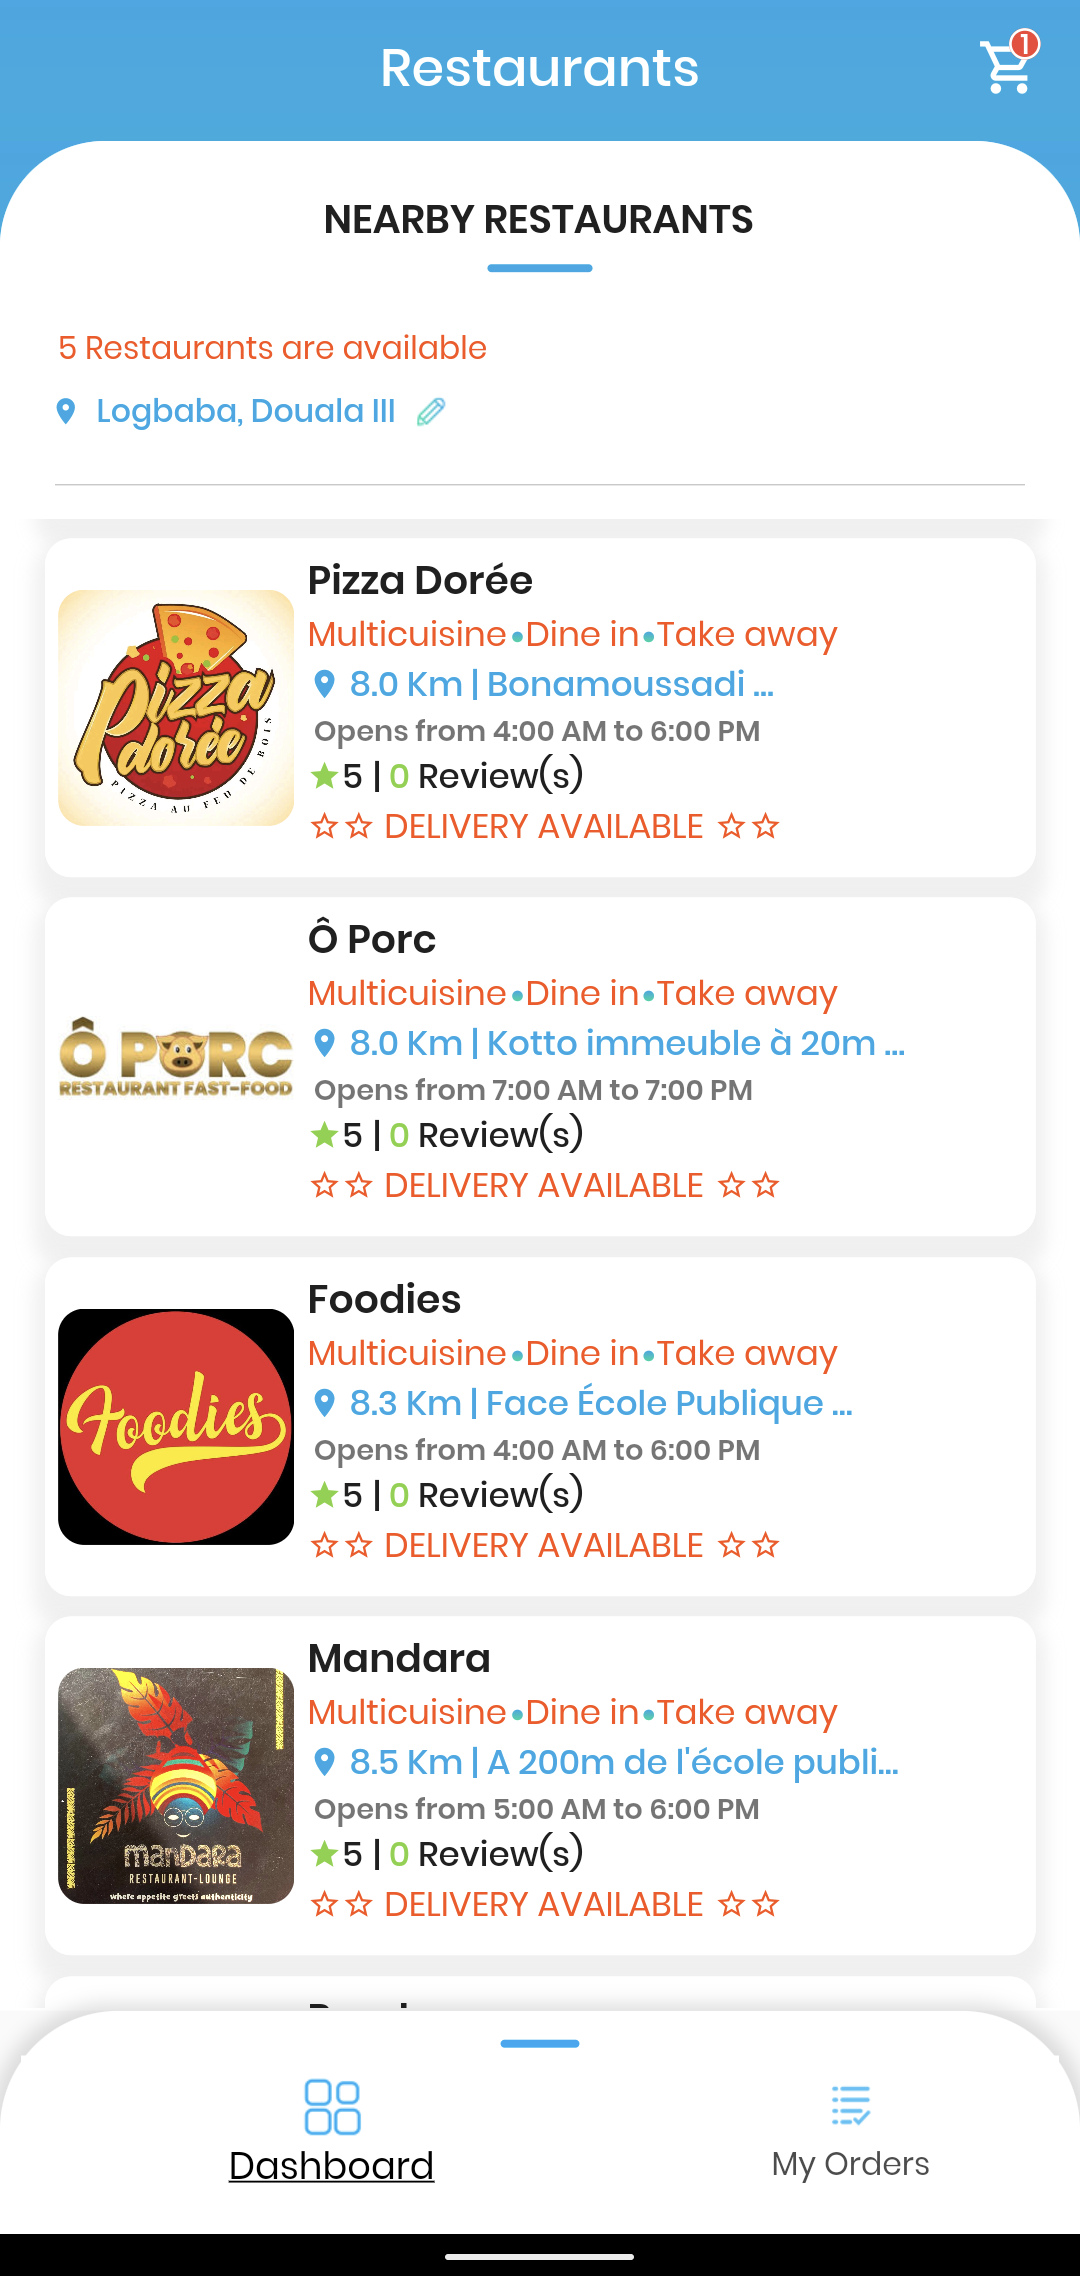 Restaurants
1
NEARBY RESTAURANTS
5 Restaurants are available
Logbaba, Douala III
Pizza dorée
PIZZA AU FEU DE BOIS
Pizza Dorée
Multicuisine•Dine in•Take away
8.0 Km | Bonamoussadi ...
Opens from 4:00 AM to 6:00 PM
5 | 0 Review(s)
DELIVERY AVAILABLE
Ô PORC
RESTAURANT FAST-FOOD
Ô Porc
Multicuisine•Dine in•Take away
8.0 Km | Kotto immeuble à 20m ...
Opens from 7:00 AM to 7:00 PM
5 | 0 Review(s)
DELIVERY AVAILABLE
Foodies
Foodies
Multicuisine•Dine in•Take away
8.3 Km | Face École Publique ...
Opens from 4:00 AM to 6:00 PM
5 | 0 Review(s)
DELIVERY AVAILABLE
manDaRa
RESTAURANT-LOUNGE
where appetite greets authenticity
Mandara
Multicuisine•Dine in•Take away
8.5 Km | A 200m de l'école publi...
Opens from 5:00 AM to 6:00 PM
5 | 0 Review(s)
DELIVERY AVAILABLE
Dashboard
My Orders